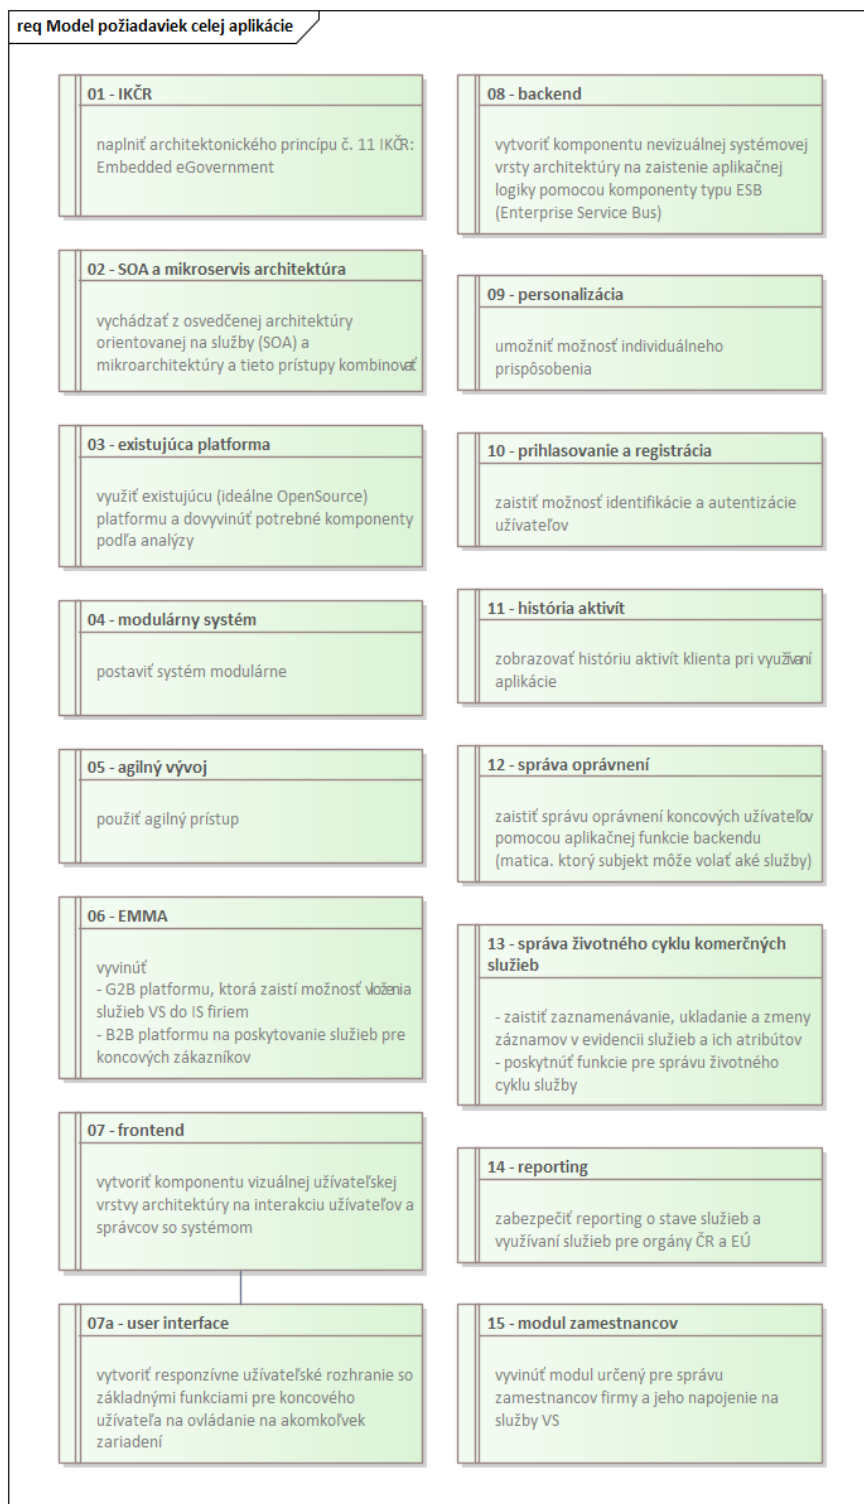 req Model požiadaviek celej aplikácie
01 - IKČR
naplniť architektonického princípu č. 11 IKČR:
Embedded eGovernment
02 - SOA a mikroservis architektúra
vychádzať z osvedčenej architektúry
orientovanej na služby (SOA) a
mikroarchitektúry a tieto prístupy kombinovať
03 - existujúca platforma
využiť existujúcu (ideálne OpenSource)
platformu a dovyvinúť potrebné komponenty
podľa analýzy
04 - modulárny systém
postaviť systém modulárne
05 - agilný vývoj
použiť agilný prístup
06 - EMMA
vyvinúť
- G2B platformu, ktorá zaistí možnosť vloženia
služieb VS do IS firiem
- B2B platformu na poskytovanie služieb pre
koncových zákazníkov
07 - frontend
vytvoriť komponentu vizuálnej užívateľskej
vrstvy architektúry na interakciu užívateľov a
správcov so systémom
07a - user interface
vytvoriť responzívne užívateľské rozhranie so
základnými funkciami pre koncového
užívateľa na ovládanie na akomkoľvek
zariadení
08 - backend
vytvoriť komponentu nevizuálnej systémovej
vrsty architektúry na zaistenie aplikačnej
logiky pomocou komponenty typu ESB
(Enterprise Service Bus)
09 - personalizácia
umožniť možnosť individuálneho
prispôsobenia
10 - prihlasovanie a registrácia
zaistiť možnosť identifikácie a autentizácie
užívateľov
11 - história aktivít
zobrazovať históriu aktivít klienta pri využívaní
aplikácie
12 - správa oprávnení
zaistiť správu oprávnení koncových užívateľov
pomocou aplikačnej funkcie backendu
(matica. ktorý subjekt môže volať aké služby)
13 - správa životného cyklu komerčných
služieb
- zaistiť zaznamenávanie, ukladanie a zmeny
záznamov v evidencii služieb a ich atribútov
- poskytnúť funkcie pre správu životného
cyklu služby
14 - reporting
zabezpečiť reporting o stave služieb a
využívaní služieb pre orgány ČR a EÚ
15 - modul zamestnancov
vyvinúť modul určený pre správu
zamestnancov firmy a jeho napojenie na
služby VS